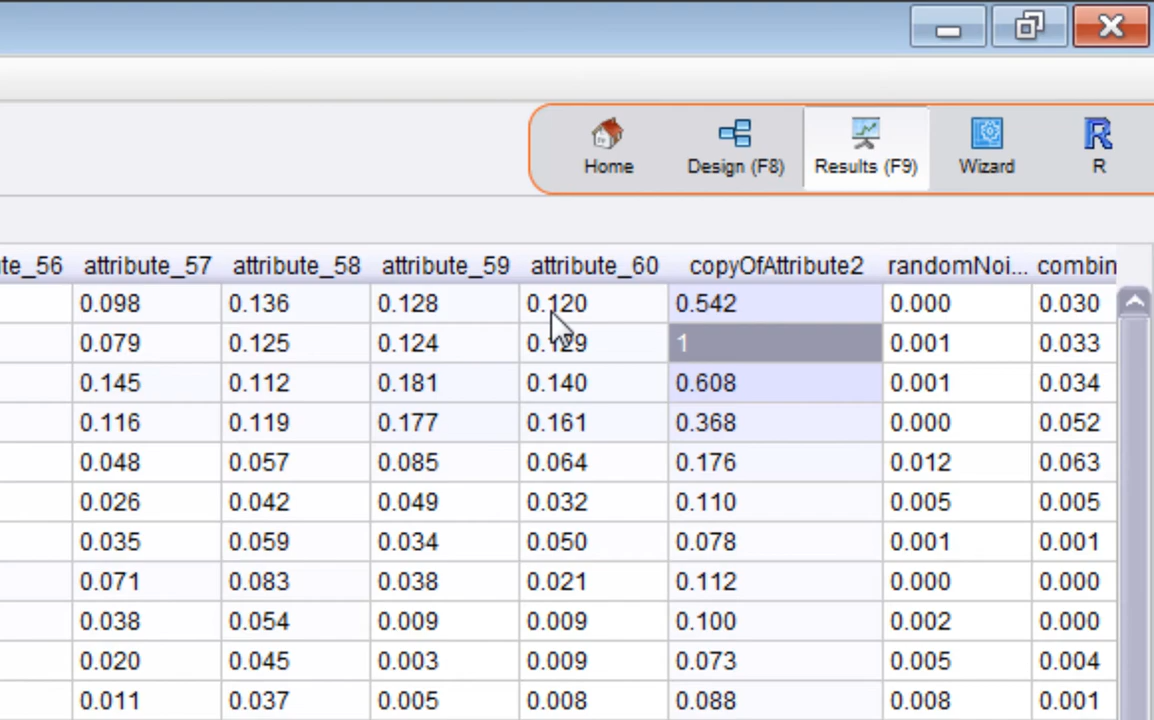 Home Design (F8) Results (F9) Wizard R
te_56 attribute_57 attribute_58 attribute_59 attribute_60 copyOfAttribute2 randomNoi... combin
0.098 0.136 0.128 0.120 0.542 0.000 0.030
0.079 0.125 0.124 0.129 1 0.001 0.033
0.145 0.112 0.181 0.140 0.608 0.001 0.034
0.116 0.119 0.177 0.161 0.368 0.000 0.052
0.048 0.057 0.085 0.064 0.176 0.012 0.063
0.026 0.042 0.049 0.032 0.110 0.005 0.005
0.035 0.059 0.034 0.050 0.078 0.001 0.001
0.071 0.083 0.038 0.021 0.112 0.000 0.000
0.038 0.054 0.009 0.009 0.100 0.002 0.000
0.020 0.045 0.003 0.009 0.073 0.005 0.004
0.011 0.037 0.005 0.008 0.088 0.008 0.001